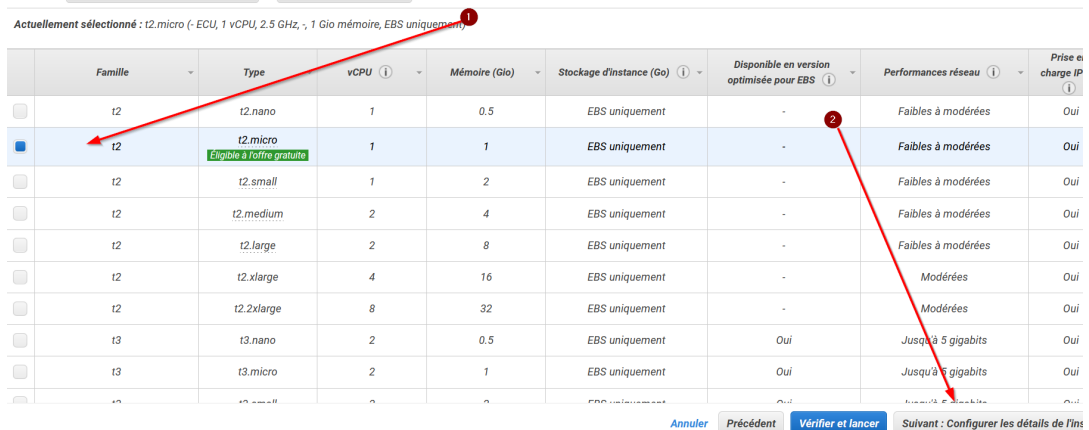 Actuellement sélectionné : t2.micro (- ECU, 1 vCPU, 2.5 GHz, -, 1 Gio mémoire, EBS uniquement)
1
Famille Type vCPU Mémoire (Gio) Stockage d'instance (Go) Disponible en version optimisée pour EBS Performances réseau Prise en charge IP
t2 t2.nano 1 0.5 EBS uniquement - Faibles à modérées Oui
2
t2 t2.micro 1 1 EBS uniquement - Faibles à modérées Oui
Éligible à l'offre gratuite
t2 t2.small 1 2 EBS uniquement - Faibles à modérées Oui
t2 t2.medium 2 4 EBS uniquement - Faibles à modérées Oui
t2 t2.large 2 8 EBS uniquement - Faibles à modérées Oui
t2 t2.xlarge 4 16 EBS uniquement - Modérées Oui
t2 t2.2xlarge 8 32 EBS uniquement - Modérées Oui
t3 t3.nano 2 0.5 EBS uniquement Oui Jusqu'à 5 gigabits Oui
t3 t3.micro 2 1 EBS uniquement Oui Jusqu'à 5 gigabits Oui
Annuler Précédent Vérifier et lancer Suivant : Configurer les détails de l'ins